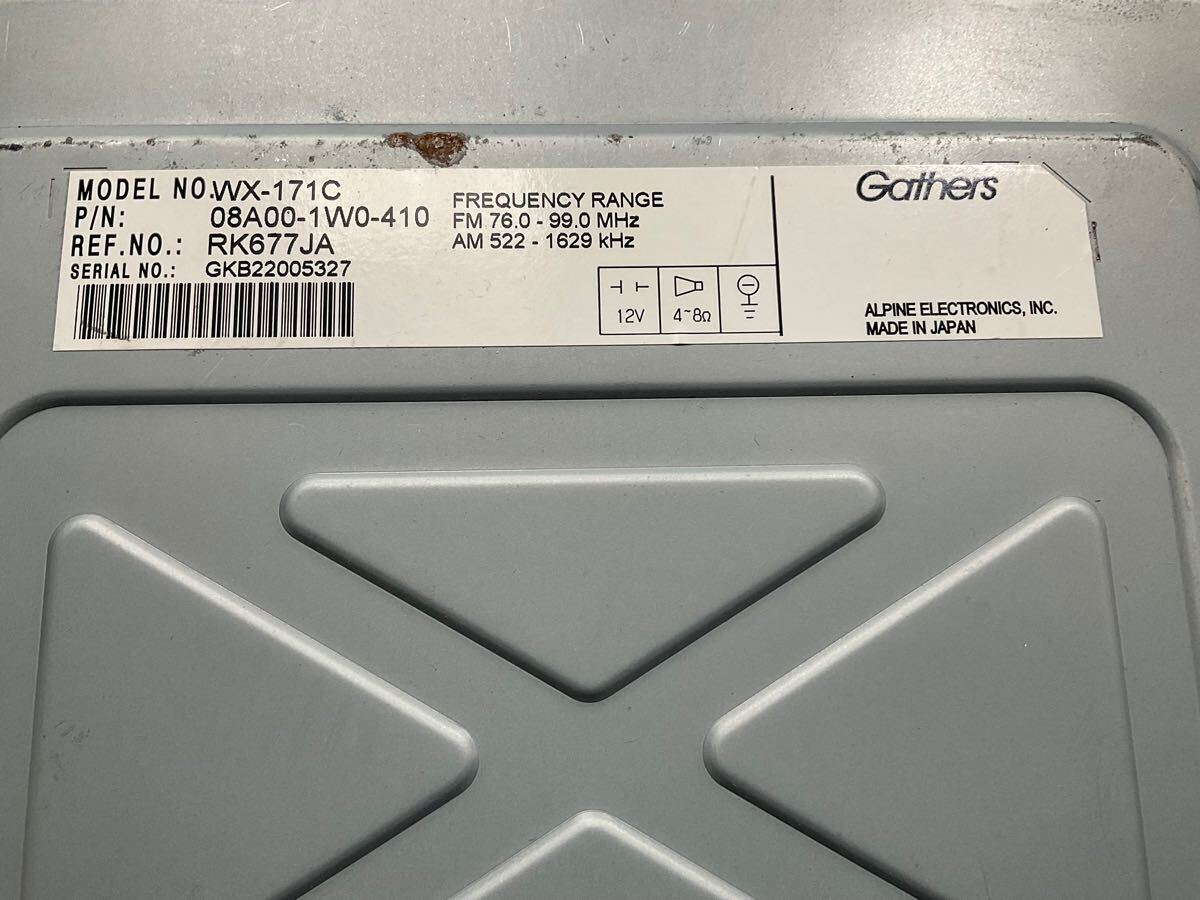 MODEL NO. WX-171C
P/N: 08A00-1W0-410
REF.NO.: RK677JA
SERIAL NO.: GKB22005327
FREQUENCY RANGE
FM 76.0 - 99.0 MHz
AM 522 - 1629 kHz
12V 4~8Ω
Gathers
ALPINE ELECTRONICS, INC.
MADE IN JAPAN